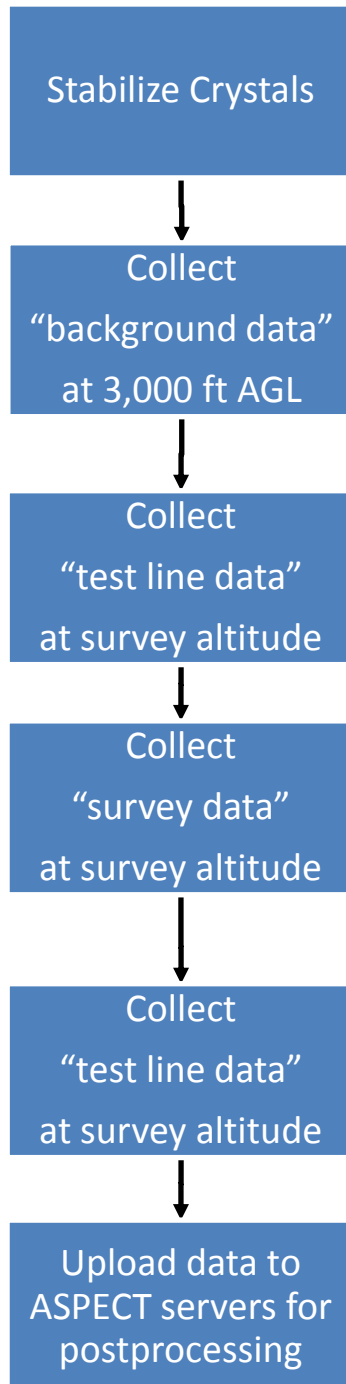 Stabilize Crystals
Collect
“background data”
at 3,000 ft AGL
Collect
“test line data”
at survey altitude
Collect
“survey data”
at survey altitude
Collect
“test line data”
at survey altitude
Upload data to
ASPECT servers for
postprocessing